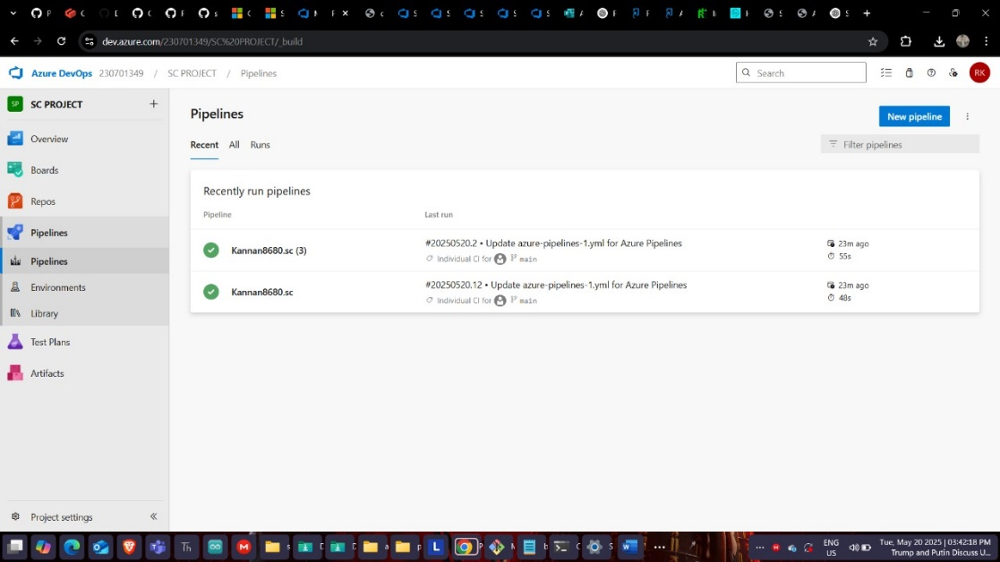 dev.azure.com/230701349/SC%20PROJECT/_build
Azure DevOps 230701349 / SC PROJECT / Pipelines
Search
RK
SP SC PROJECT +
Overview
Boards
Repos
Pipelines
Pipelines
Environments
Library
Test Plans
Artifacts
Project settings
Pipelines
New pipeline
Recent All Runs
Filter pipelines
Recently run pipelines
Pipeline Last run
Kannan8680.sc (3)
#20250520.2 • Update azure-pipelines-1.yml for Azure Pipelines
23m ago
Individual CI for main
55s
Kannan8680.sc
#20250520.12 • Update azure-pipelines-1.yml for Azure Pipelines
23m ago
Individual CI for main
48s
ENG
US
Tue, May 20 2025 | 03:42:18 PM
Trump and Putin Discuss U...